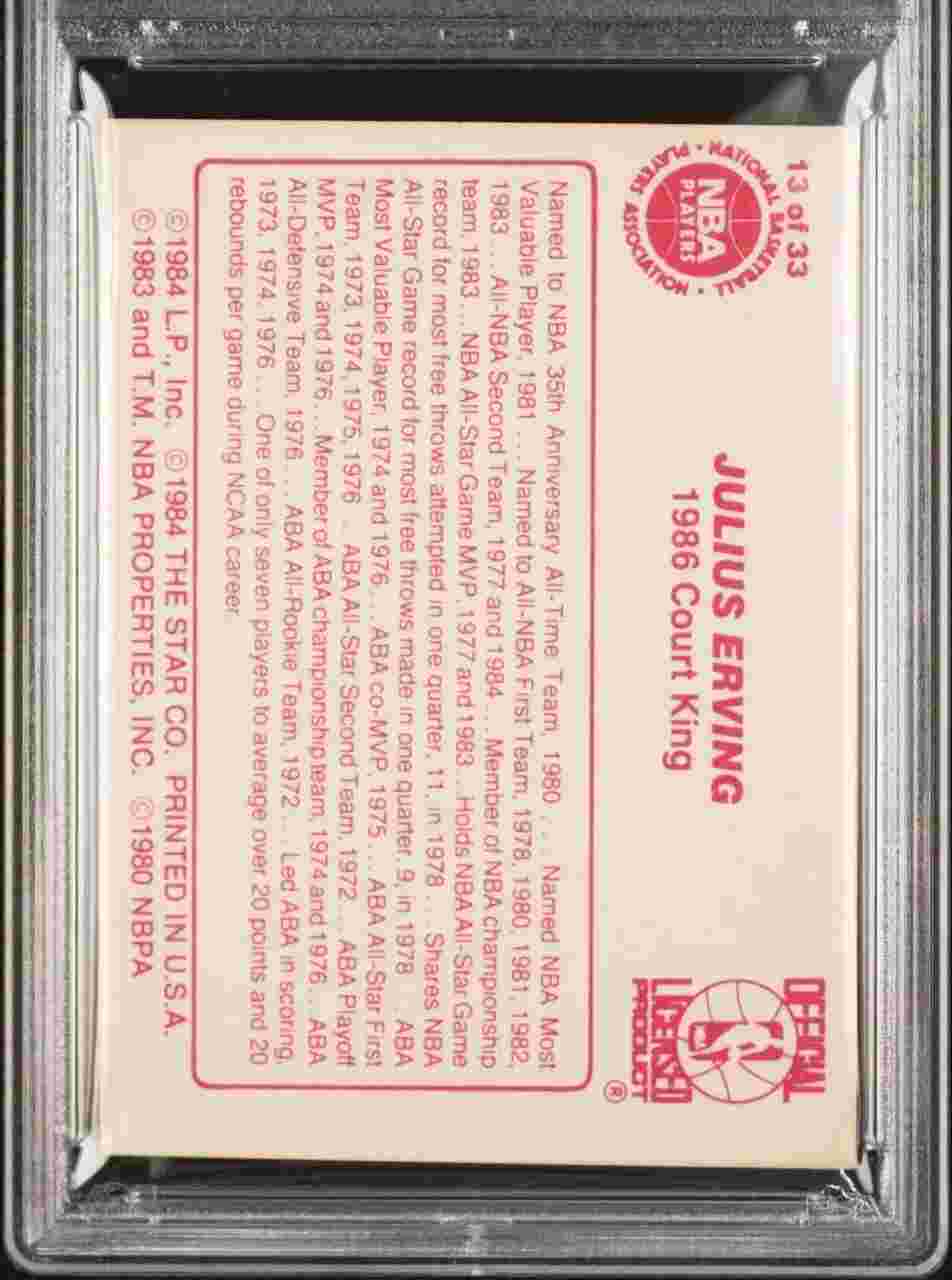 13 of 33
NATIONAL BASKETBALL
PLAYERS ASSOCIATION
NBA
PLAYERS
JULIUS ERVING
1986 Court King
OFFICIAL
LICENSED
PRODUCT
®
Named to NBA 35th Anniversary All-Time Team, 1980 . . . Named NBA Most
Valuable Player, 1981 . . . Named to All-NBA First Team, 1978, 1980, 1981, 1982,
1983 . . . All-NBA Second Team, 1977 and 1984 . . . Member of NBA championship
team, 1983 . . . NBA All-Star Game MVP, 1977 and 1983 . . . Holds NBA All-Star Game
record for most free throws attempted in one quarter, 11, in 1978 . . . Shares NBA
All-Star Game record for most free throws made in one quarter, 9, in 1978 . . . ABA
Most Valuable Player, 1974 and 1976 . . . ABA co-MVP, 1975 . . . ABA All-Star First
Team, 1973, 1974, 1975, 1976 . . . ABA All-Star Second Team, 1972 . . . ABA Playoff
MVP, 1974 and 1976 . . . Member of ABA championship team, 1974 and 1976 . . . ABA
All-Defensive Team, 1976 . . . ABA All-Rookie Team, 1972 . . . Led ABA in scoring,
1973, 1974, 1976 . . . One of only seven players to average over 20 points and 20
rebounds per game during NCAA career.
©1984 L.P., Inc. ©1984 THE STAR CO. PRINTED IN U.S.A.
©1983 and T.M. NBA PROPERTIES, INC. ©1980 NBPA